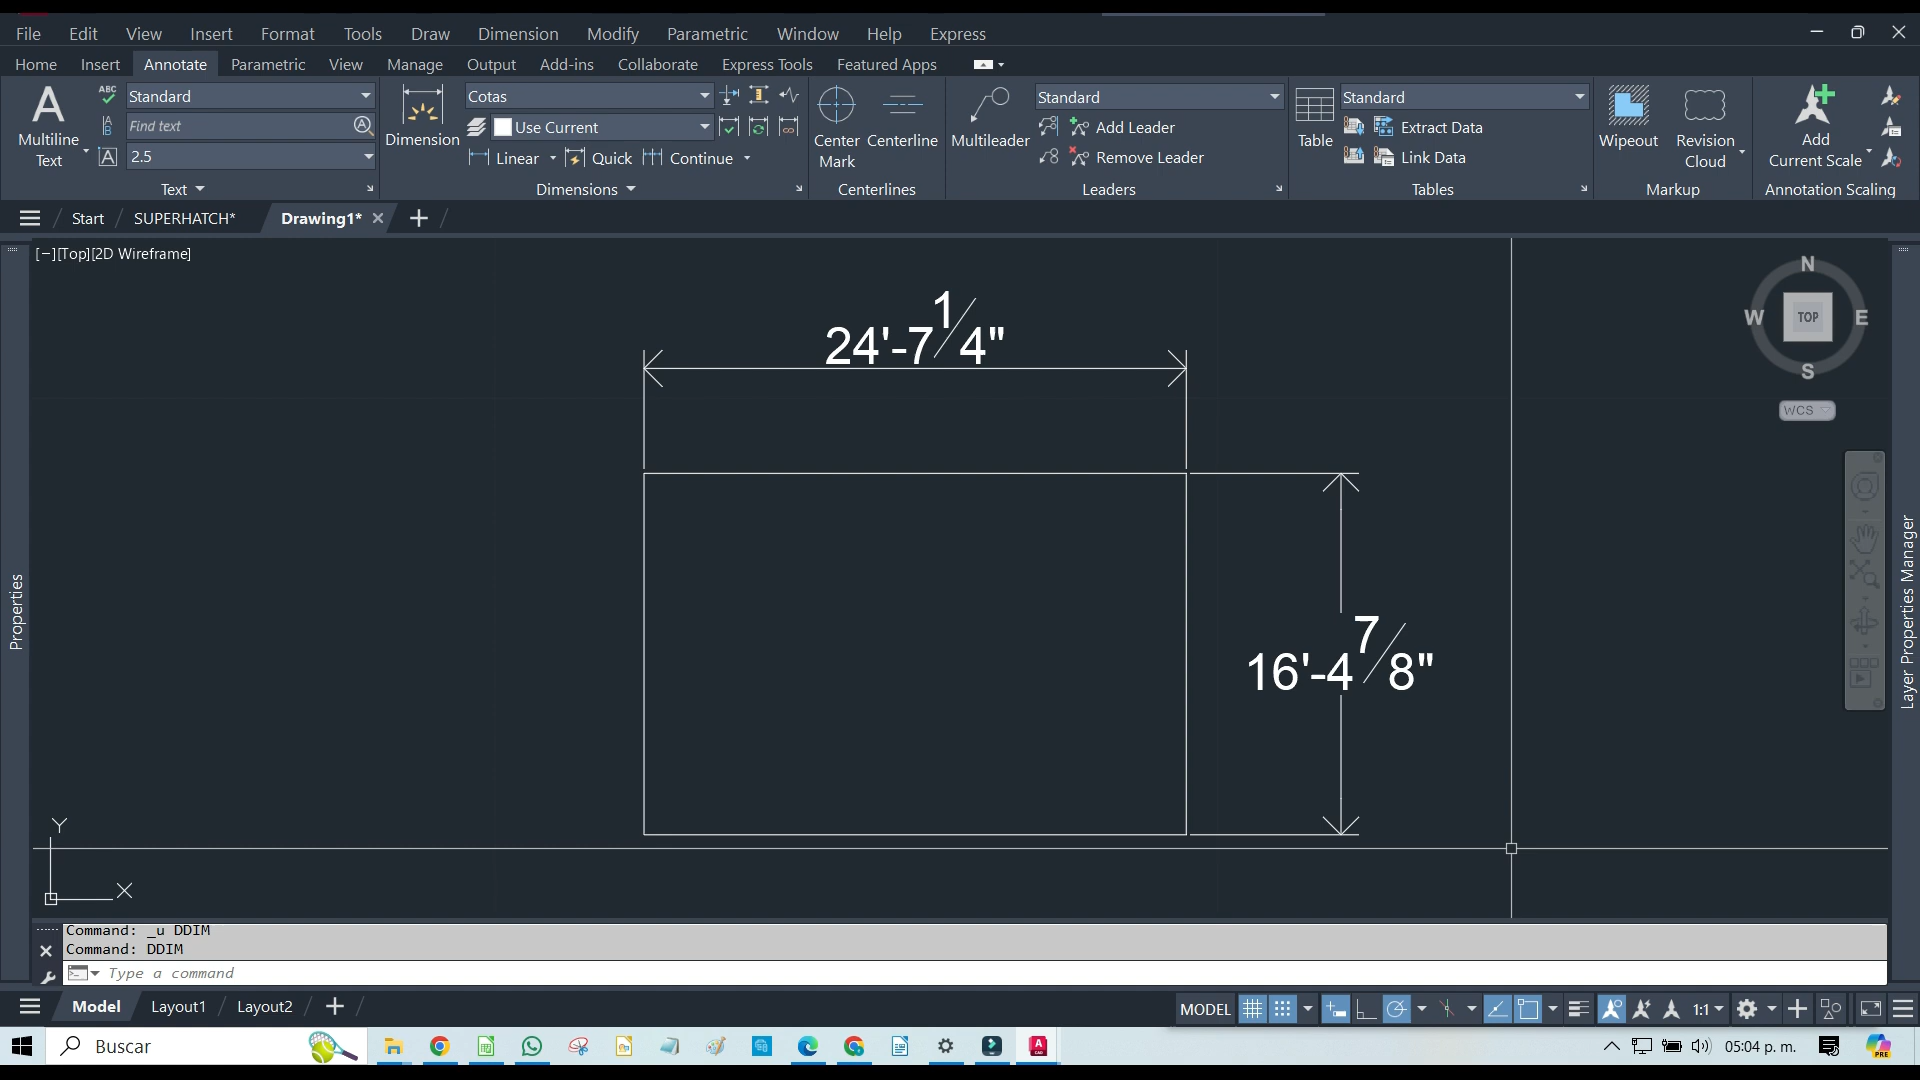 File Edit View Insert Format Tools Draw Dimension Modify Parametric Window Help Express
Home Insert Annotate Parametric View Manage Output Add-ins Collaborate Express Tools Featured Apps
A Multiline Text
ABC Standard
Find text
A 2.5
Text
Dimension
Cotas
Use Current
Linear Quick Continue
Dimensions
Center Mark
Centerline
Centerlines
Multileader
Standard
Add Leader
Remove Leader
Leaders
Table
Standard
Extract Data
Link Data
Tables
Wipeout
Revision Cloud
Markup
Add Current Scale
Annotation Scaling
Start SUPERHATCH* Drawing1*
[−][Top][2D Wireframe]
N
W TOP E
S
WCS
24'-7 1/4"
16'-4 7/8"
Properties
Layer Properties Manager
Y
X
Command: _u DDIM
Command: DDIM
Type a command
Model Layout1 Layout2
MODEL 1:1
Buscar
05:04 p. m.
PRE